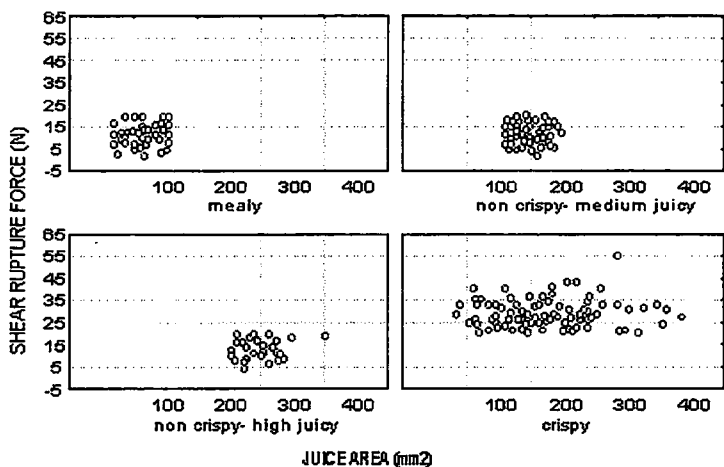 SHEAR RUPTURE FORCE (N)
65
55
45
35
25
15
5
-5
100 200 300 400
mealy
100 200 300 400
non crispy- medium juicy
65
55
45
35
25
15
5
-5
100 200 300 400
non crispy- high juicy
100 200 300 400
crispy
JUICE AREA (mm2)